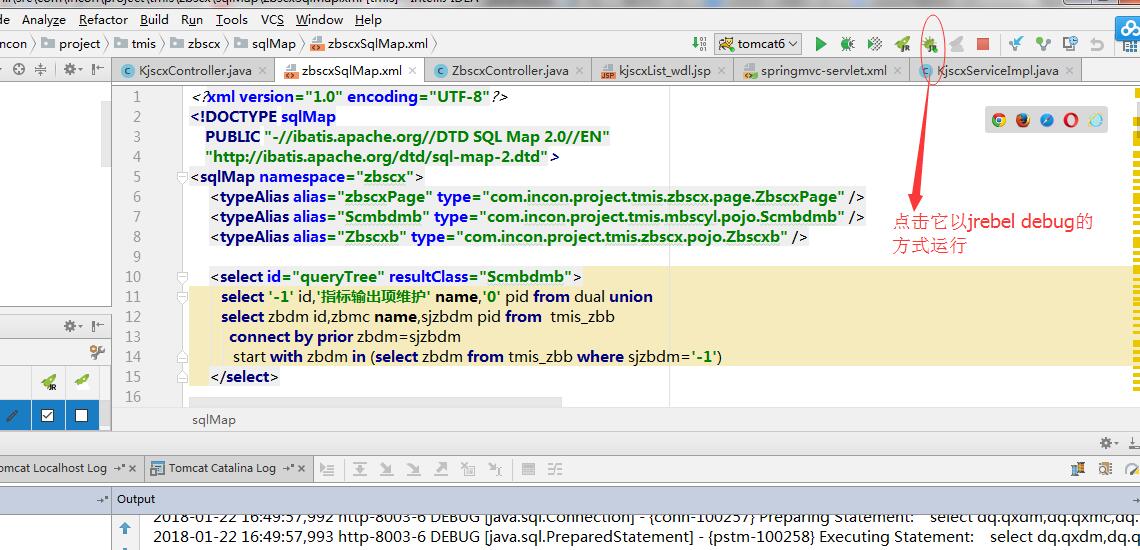 de Analyze Refactor Build Run Tools VCS Window Help
incon project tmis zbscx sqlMap zbscxSqlMap.xml tomcat6
KjscxController.java zbscxSqlMap.xml ZbscxController.java kjscxList_wdl.jsp springmvc-servlet.xml KjscxServiceImpl.java
1 <?xml version="1.0" encoding="UTF-8"?>
2 <!DOCTYPE sqlMap
3 PUBLIC "-//ibatis.apache.org//DTD SQL Map 2.0//EN"
4 "http://ibatis.apache.org/dtd/sql-map-2.dtd">
5 <sqlMap namespace="zbscx">
6 <typeAlias alias="zbscxPage" type="com.incon.project.tmis.zbscx.page.ZbscxPage" />
7 <typeAlias alias="Scmbdmb" type="com.incon.project.tmis.mbscyl.pojo.Scmbdmb" />
8 <typeAlias alias="Zbscxb" type="com.incon.project.tmis.zbscx.pojo.Zbscxb" />
9
10 <select id="queryTree" resultClass="Scmbdmb">
11 select '-1' id,'指标输出项维护' name,'0' pid from dual union
12 select zbdm id,zbmc name,sjzbdm pid from tmis_zbb
13 connect by prior zbdm=sjzbdm
14 start with zbdm in (select zbdm from tmis_zbb where sjzbdm='-1')
15 </select>
16
点击它以jrebel debug的
方式运行
sqlMap
omcat Localhost Log Tomcat Catalina Log
Output
2018-01-22 16:49:57,992 http-8003-6 DEBUG [java.sql.Connection] - {conn-100257} Preparing Statement: select dq.qxdm,dq.qxmc,dq.
2018-01-22 16:49:57,993 http-8003-6 DEBUG [java.sql.PreparedStatement] - {pstm-100258} Executing Statement: select dq.qxdm,dq.q